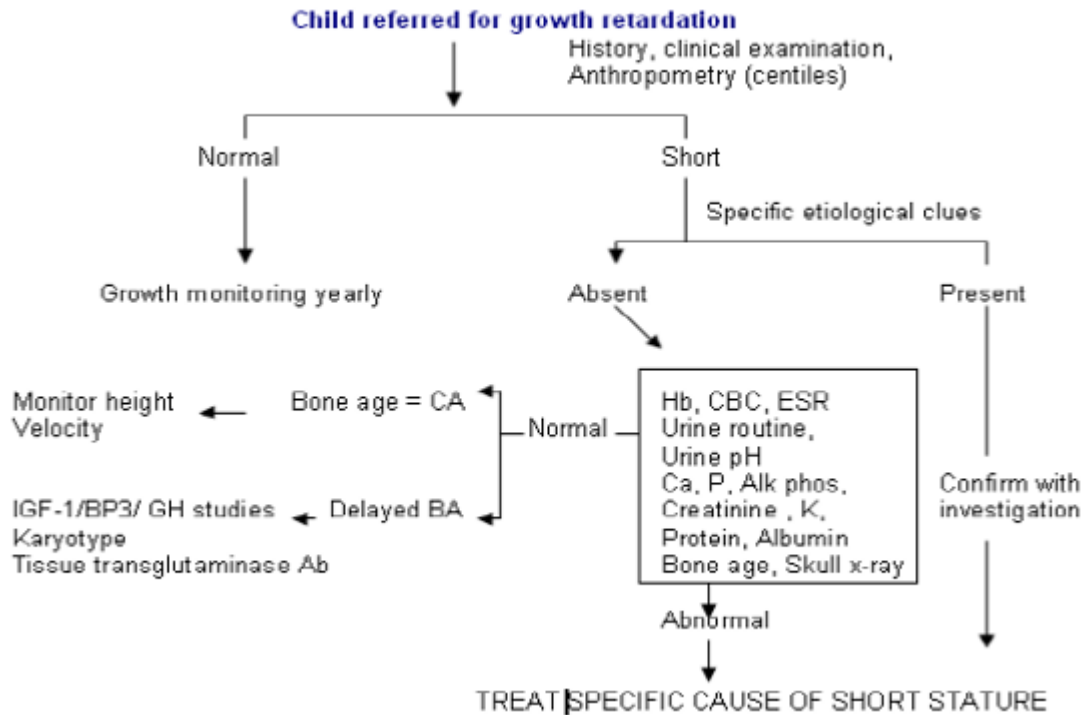 Child referred for growth retardation
History, clinical examination,
Anthropometry (centiles)
Normal
Short
Specific etiological clues
Growth monitoring yearly
Absent
Present
Monitor height
Velocity
Bone age = CA
Normal
Hb, CBC, ESR
Urine routine,
Urine pH
Ca, P, Alk phos,
Creatinine , K,
Protein, Albumin
Bone age, Skull x-ray
Confirm with
investigation
IGF-1/BP3/ GH studies
Karyotype
Tissue transglutaminase Ab
Delayed BA
Abnormal
TREAT SPECIFIC CAUSE OF SHORT STATURE